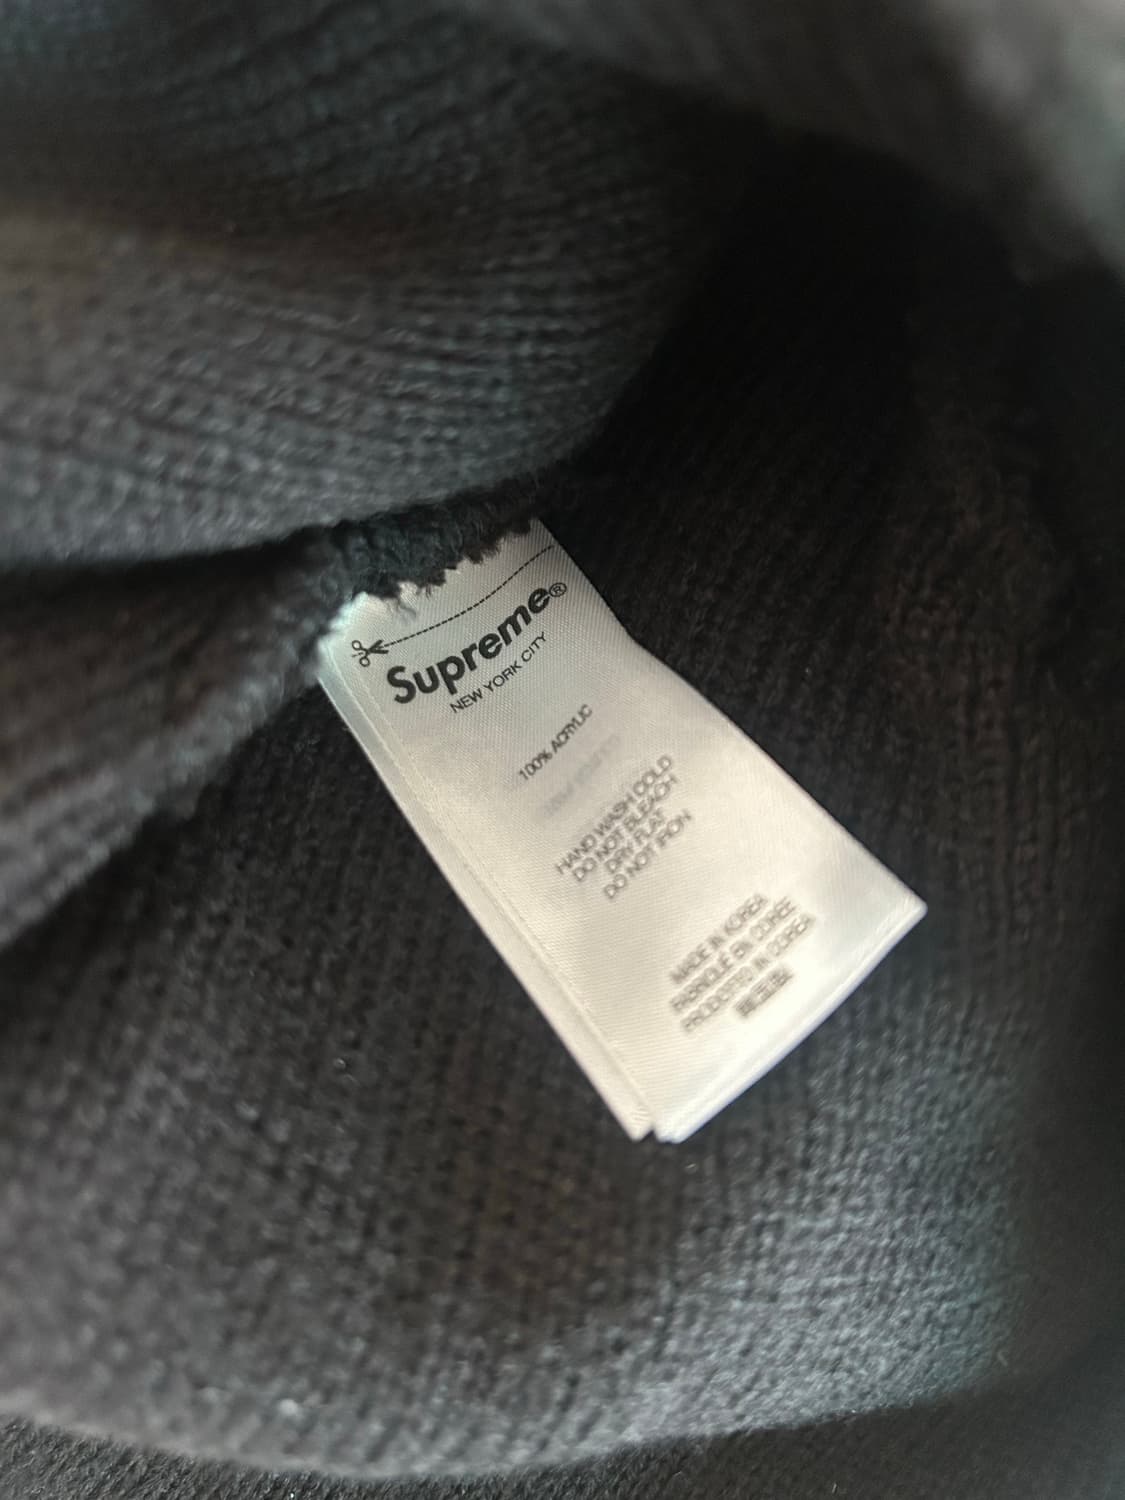 Supreme®
NEW YORK CITY
100% ACRYLIC
HAND WASH COLD
DO NOT BLEACH
DRY FLAT
DO NOT IRON
MADE IN KOREA
FABRIQUÉ EN CORÉE
PRODUCTED IN COREA